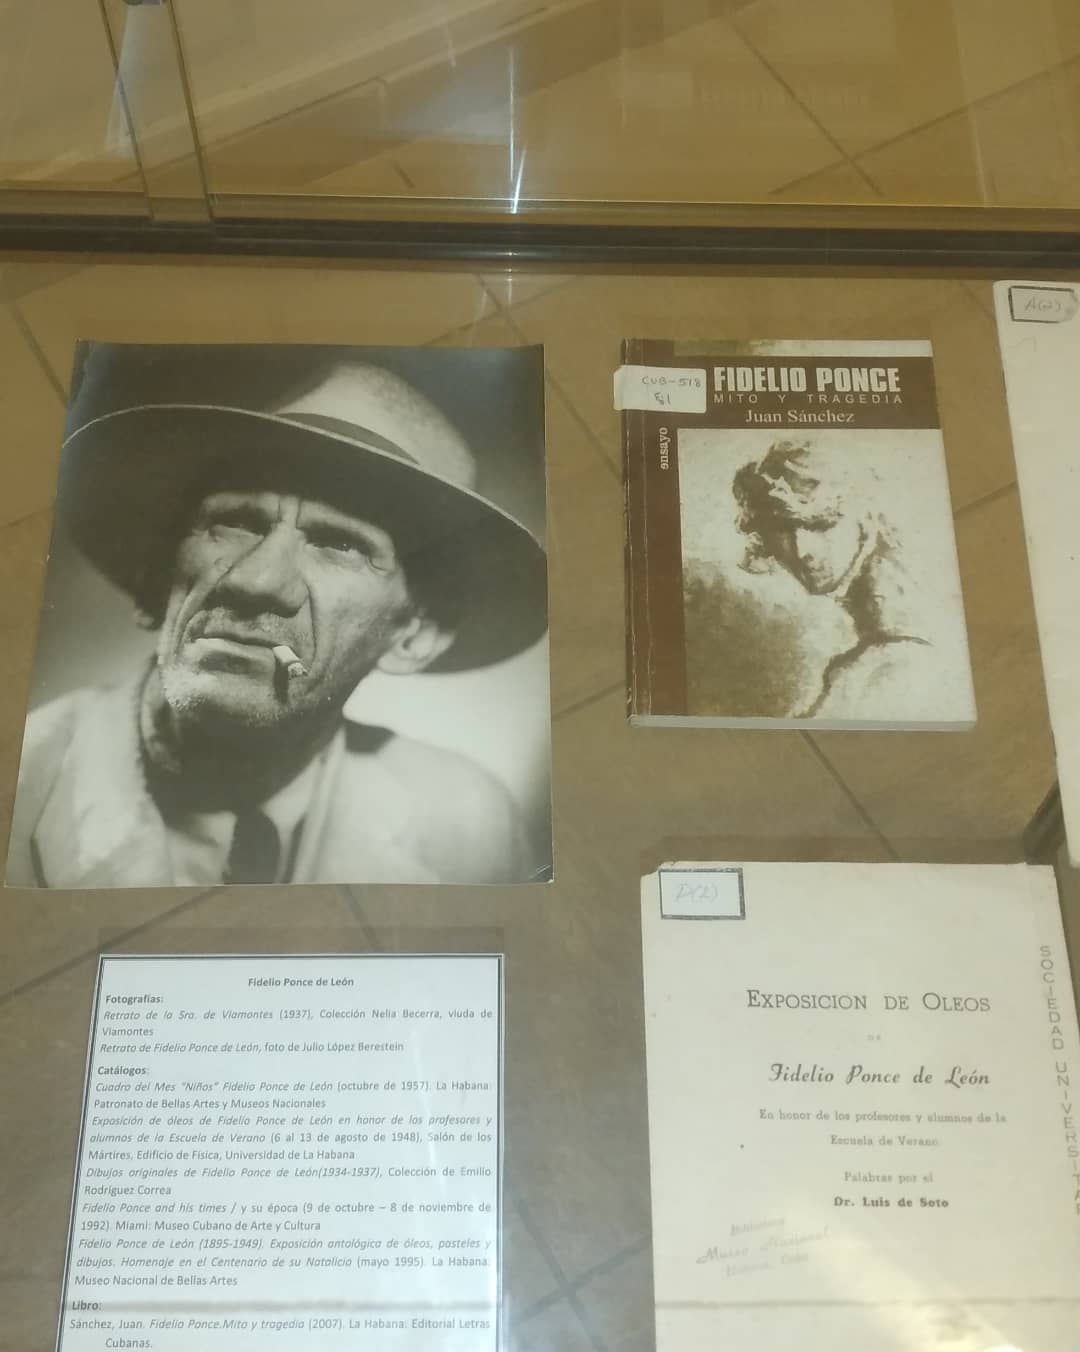 A(2)
CUB-518
FIDELIO PONCE
MITO Y TRAGEDIA
Juan Sánchez
ensayo
Fidelio Ponce de León
Fotografías:
Retrato de la Sra. de Viamontes (1937), Colección Nelia Becerra, viuda de
Viamontes
Retrato de Fidelio Ponce de León, foto de Julio López Berestein
Catálogos:
Cuadro del Mes "Niños" Fidelio Ponce de León (octubre de 1957). La Habana:
Patronato de Bellas Artes y Museos Nacionales
Exposición de óleos de Fidelio Ponce de León en honor de los profesores y
alumnos de la Escuela de Verano (6 al 13 de agosto de 1948), Salón de los
Mártires, Edificio de Física, Universidad de La Habana
Dibujos originales de Fidelio Ponce de León(1934-1937), Colección de Emilio
Rodríguez Correa
Fidelio Ponce and his times / y su época (9 de octubre – 8 de noviembre de
1992). Miami: Museo Cubano de Arte y Cultura
Fidelio Ponce de León (1895-1949). Exposición antológica de óleos, pasteles y
dibujos. Homenaje en el Centenario de su Natalicio (mayo 1995). La Habana:
Museo Nacional de Bellas Artes
Libro:
Sánchez, Juan. Fidelio Ponce.Mito y tragedia (2007). La Habana: Editorial Letras
Cubanas.
D(2)
EXPOSICION DE OLEOS
DE
Fidelio Ponce de León
En honor de los profesores y alumnos de la
Escuela de Verano
Palabras por el
Dr. Luis de Soto
Biblioteca
Museo Nacional
SOCIEDAD UNIVERSITAR